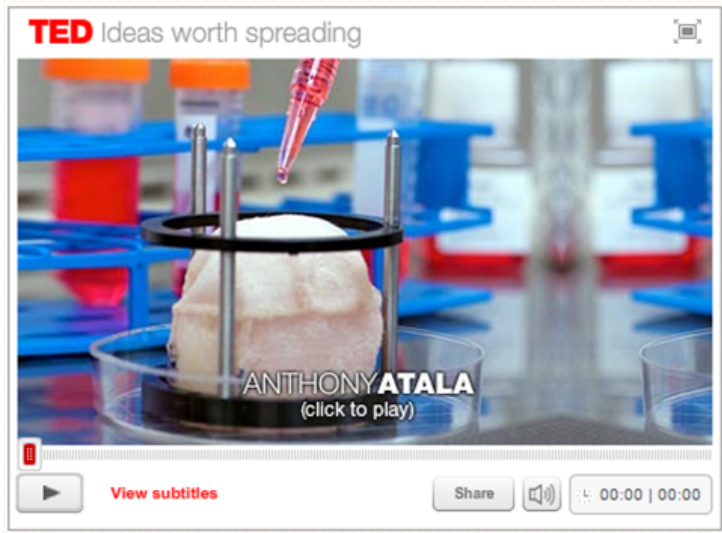 TED Ideas worth spreading
ANTHONYATALA
(click to play)
View subtitles
Share
00:00 | 00:00